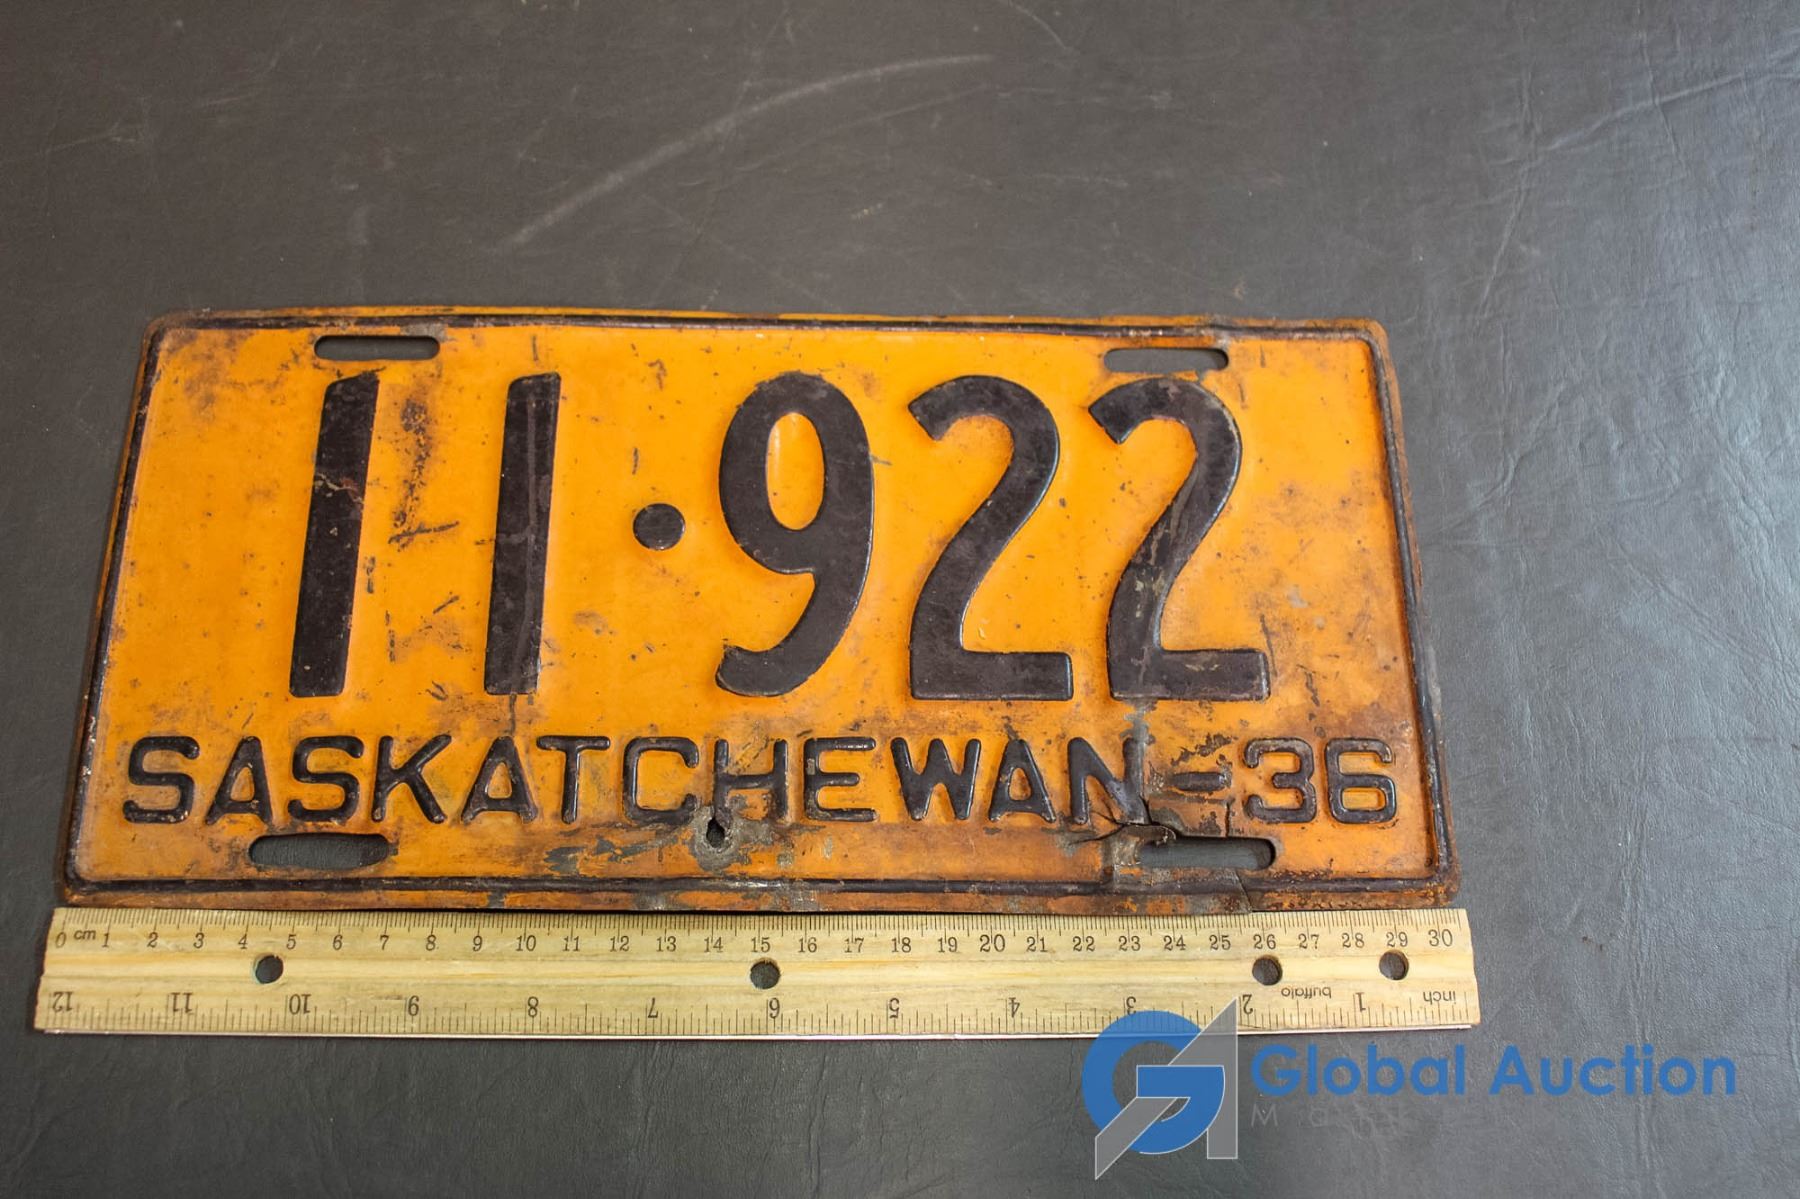 11·922
SASKATCHEWAN-36
0 cm 1 2 3 4 5 6 7 8 9 10 11 12 13 14 15 16 17 18 19 20 21 22 23 24 25 26 27 28 29 30
12 11 10 9 8 7 6 5 4 3 2 buffalo 1 inch
Global Auction